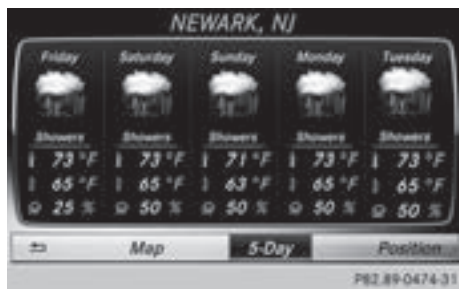 NEWARK, NJ
Friday Saturday Sunday Monday Tuesday
Showers Showers Showers Showers Showers
73 °F 73 °F 71 °F 73 °F 73 °F
65 °F 65 °F 63 °F 65 °F 65 °F
25 % 50 % 50 % 50 % 50 %
Map 5-Day Position
P82.89-0474-31